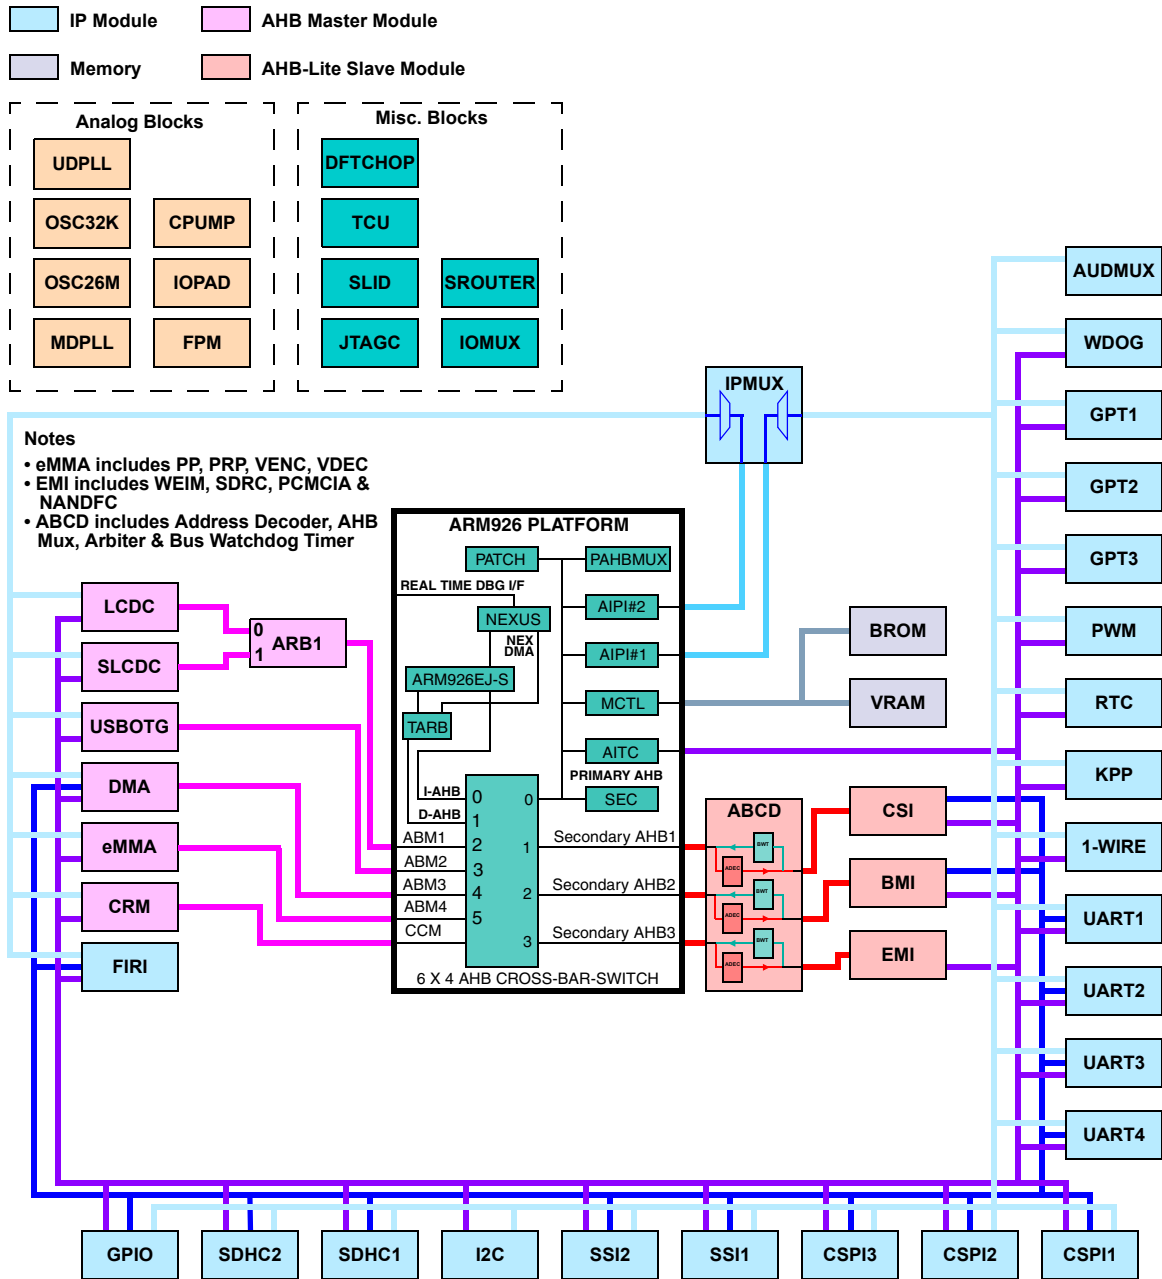 IP Module
AHB Master Module
Memory
AHB-Lite Slave Module
Analog Blocks
UDPLL
OSC32K
CPUMP
OSC26M
IOPAD
MDPLL
FPM
Misc. Blocks
DFTCHOP
TCU
SLID
SROUTER
JTAGC
IOMUX
Notes
• eMMA includes PP, PRP, VENC, VDEC
• EMI includes WEIM, SDRC, PCMCIA &
NANDFC
• ABCD includes Address Decoder, AHB
Mux, Arbiter & Bus Watchdog Timer
IPMUX
LCDC
SLCDC
USBOTG
DMA
eMMA
CRM
FIRI
0
1
ARB1
ARM926 PLATFORM
PATCH
PAHBMUX
REAL TIME DBG I/F
NEXUS
NEX
DMA
AIPI#2
AIPI#1
ARM926EJ-S
MCTL
TARB
AITC
PRIMARY AHB
SEC
I-AHB
D-AHB
ABM1
ABM2
ABM3
ABM4
CCM
0
1
2
3
4
5
0
1
2
3
Secondary AHB1
Secondary AHB2
Secondary AHB3
6 X 4 AHB CROSS-BAR-SWITCH
BROM
VRAM
ABCD
BWT
ADEC
BWT
ADEC
BWT
ADEC
CSI
BMI
EMI
AUDMUX
WDOG
GPT1
GPT2
GPT3
PWM
RTC
KPP
1-WIRE
UART1
UART2
UART3
UART4
GPIO
SDHC2
SDHC1
I2C
SSI2
SSI1
CSPI3
CSPI2
CSPI1